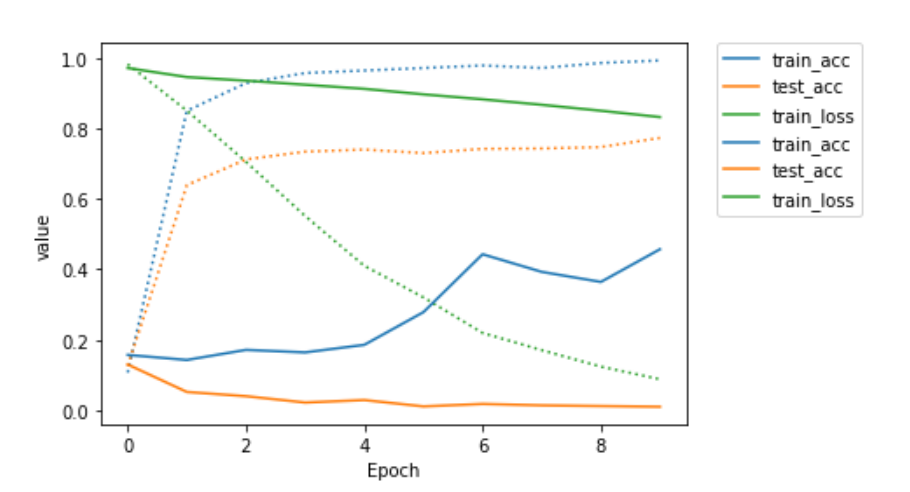 1.0
0.8
0.6
0.4
0.2
0.0
value
0
2
4
6
8
Epoch
train_acc
test_acc
train_loss
train_acc
test_acc
train_loss